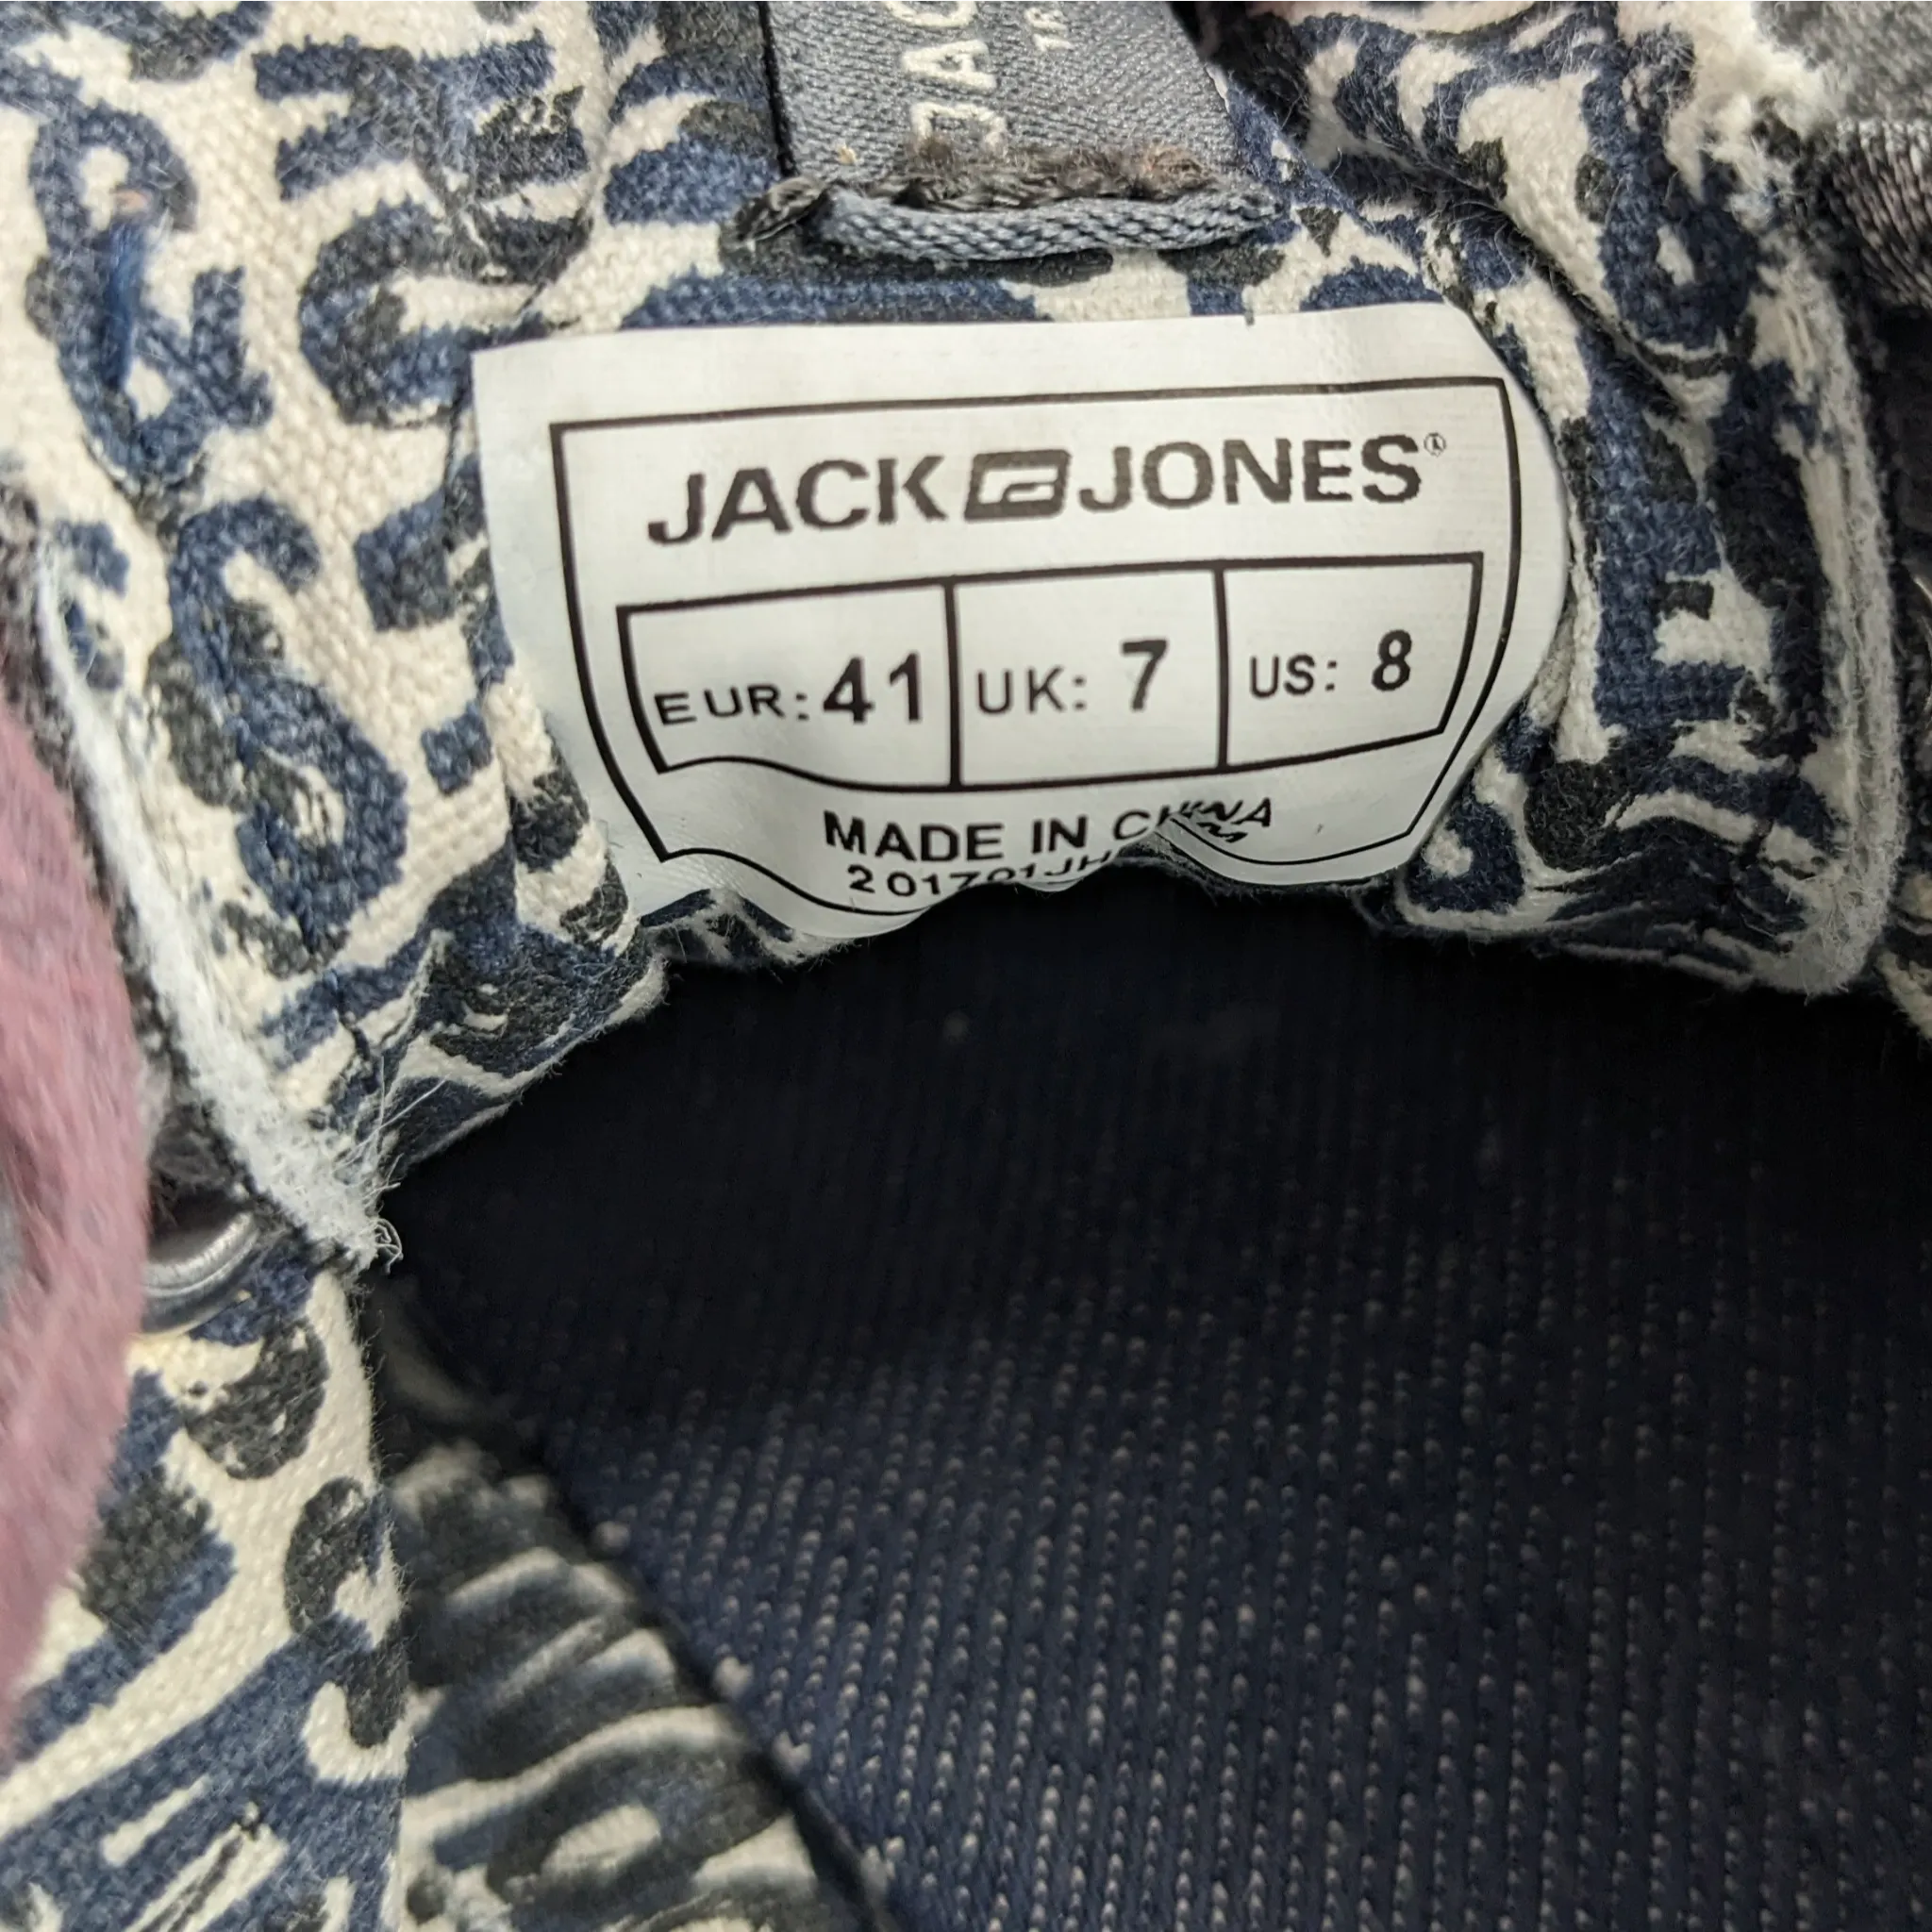 JACK JONES®
EUR: 41
UK: 7
US: 8
MADE IN CHINA